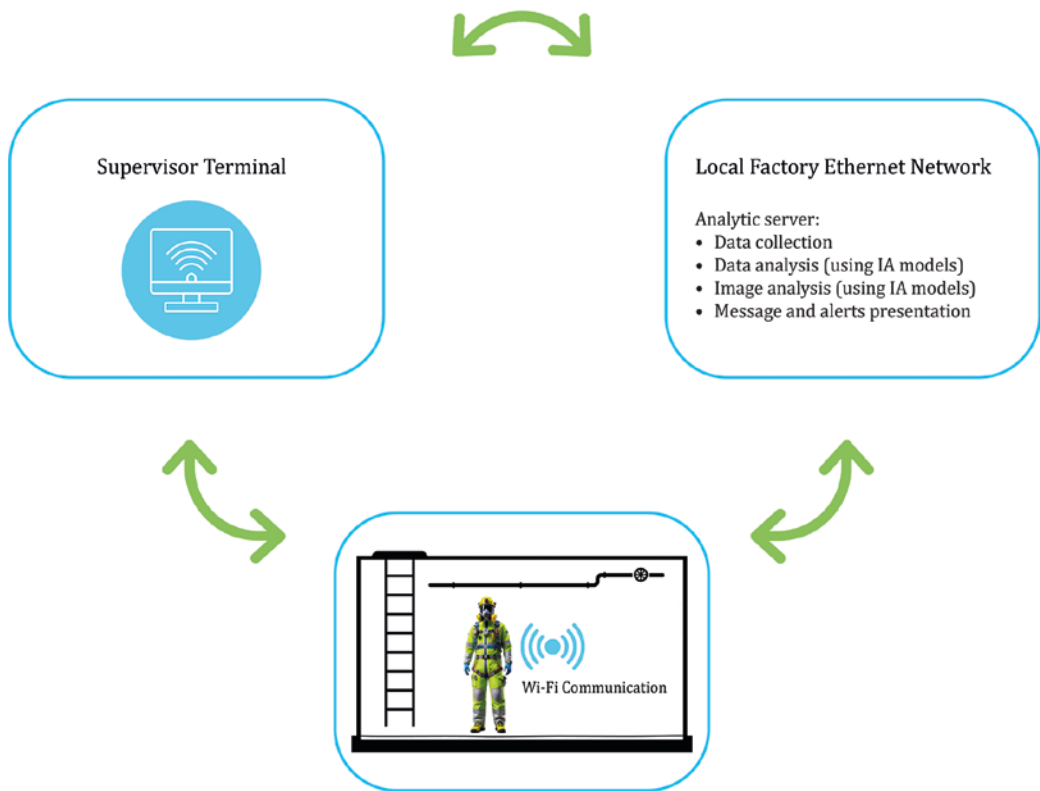 Supervisor Terminal
Local Factory Ethernet Network
Analytic server:
• Data collection
• Data analysis (using IA models)
• Image analysis (using IA models)
• Message and alerts presentation
Wi-Fi Communication